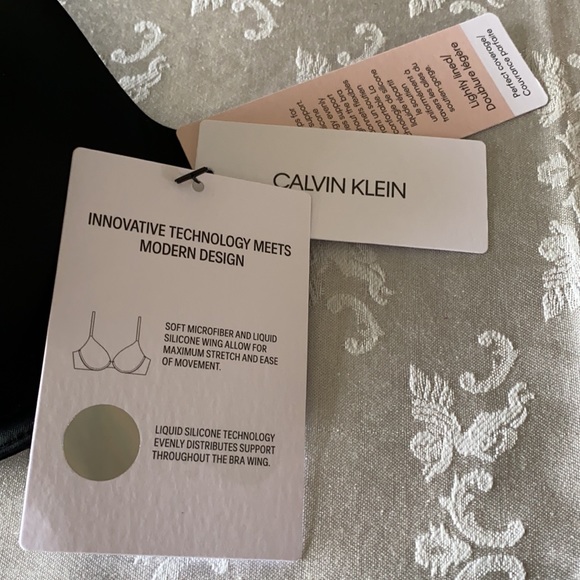 Perfect coverage/
Couvrance parfaite
Lightly lined/
Doublure légère
CALVIN KLEIN
INNOVATIVE TECHNOLOGY MEETS
MODERN DESIGN
SOFT MICROFIBER AND LIQUID
SILICONE WING ALLOW FOR
MAXIMUM STRETCH AND EASE
OF MOVEMENT.
LIQUID SILICONE TECHNOLOGY
EVENLY DISTRIBUTES SUPPORT
THROUGHOUT THE BRA WING.